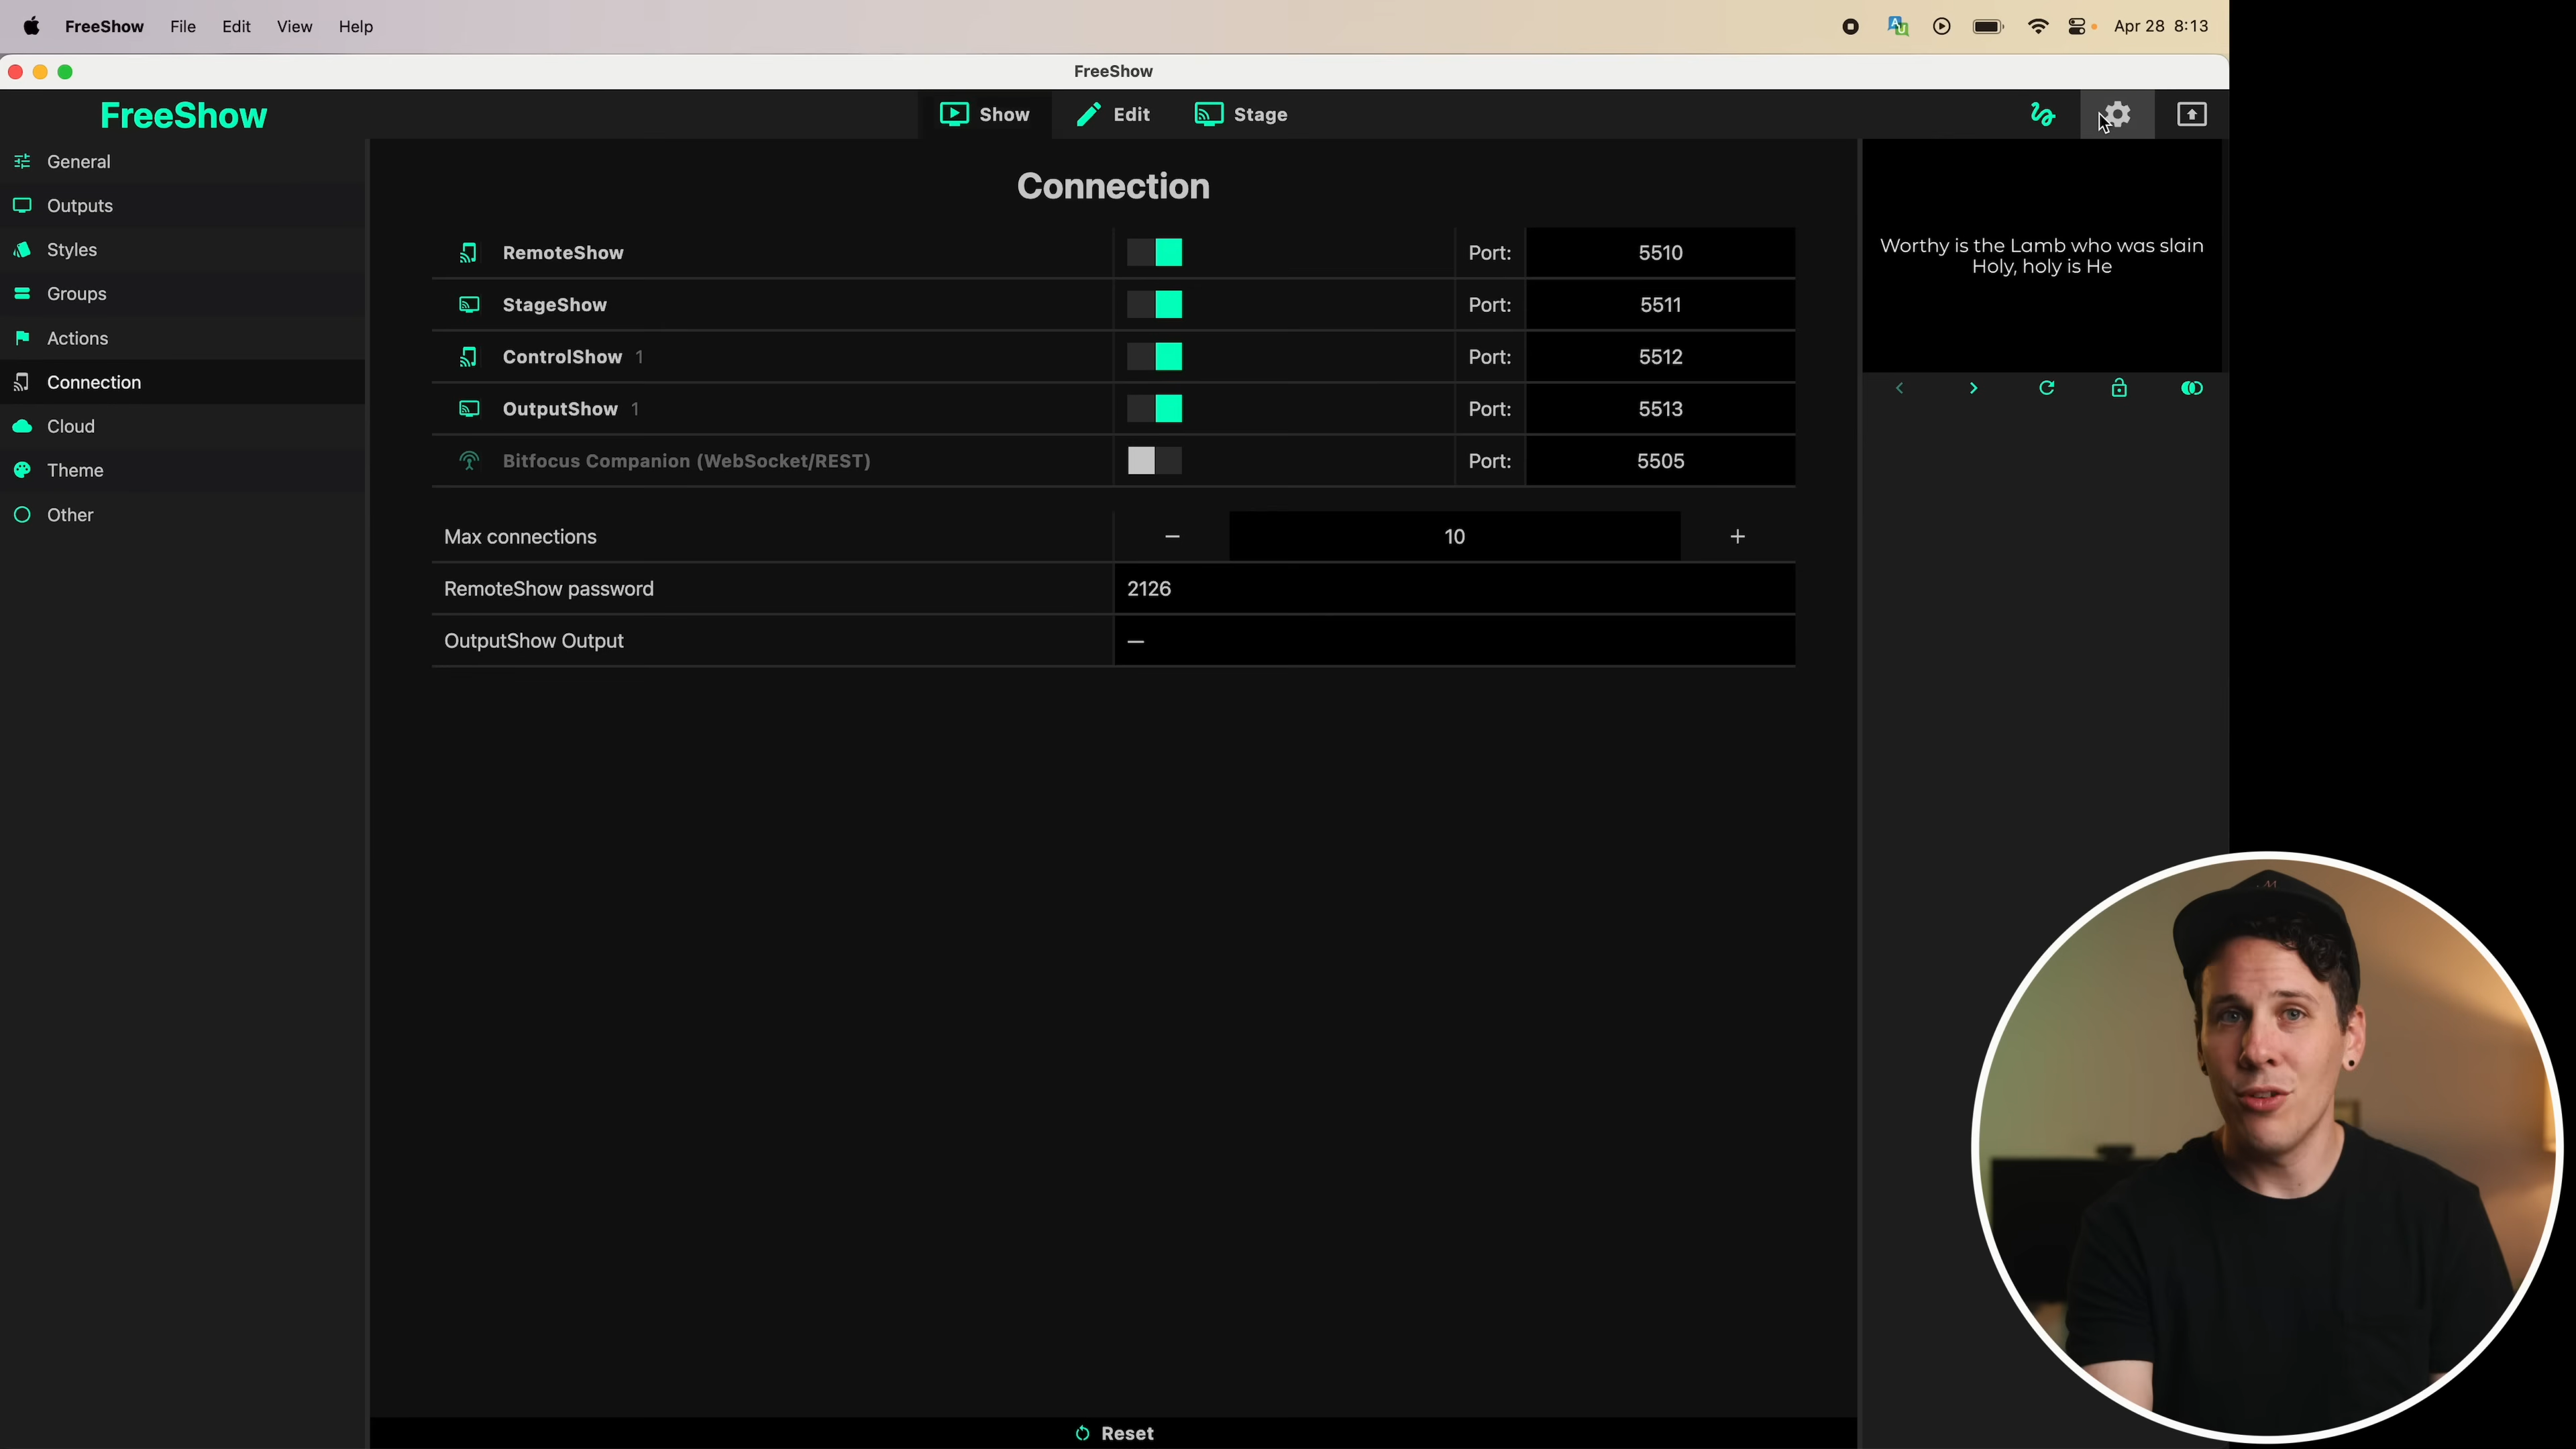 FreeShow File Edit View Help
Apr 28 8:13
FreeShow
FreeShow
Show Edit Stage
General
Outputs
Styles
Groups
Actions
Connection
Cloud
Theme
Other
Connection
RemoteShow Port: 5510
StageShow Port: 5511
ControlShow 1 Port: 5512
OutputShow 1 Port: 5513
Bitfocus Companion (WebSocket/REST) Port: 5505
Max connections − 10 +
RemoteShow password 2126
OutputShow Output —
Reset
Worthy is the Lamb who was slain
Holy, holy is He